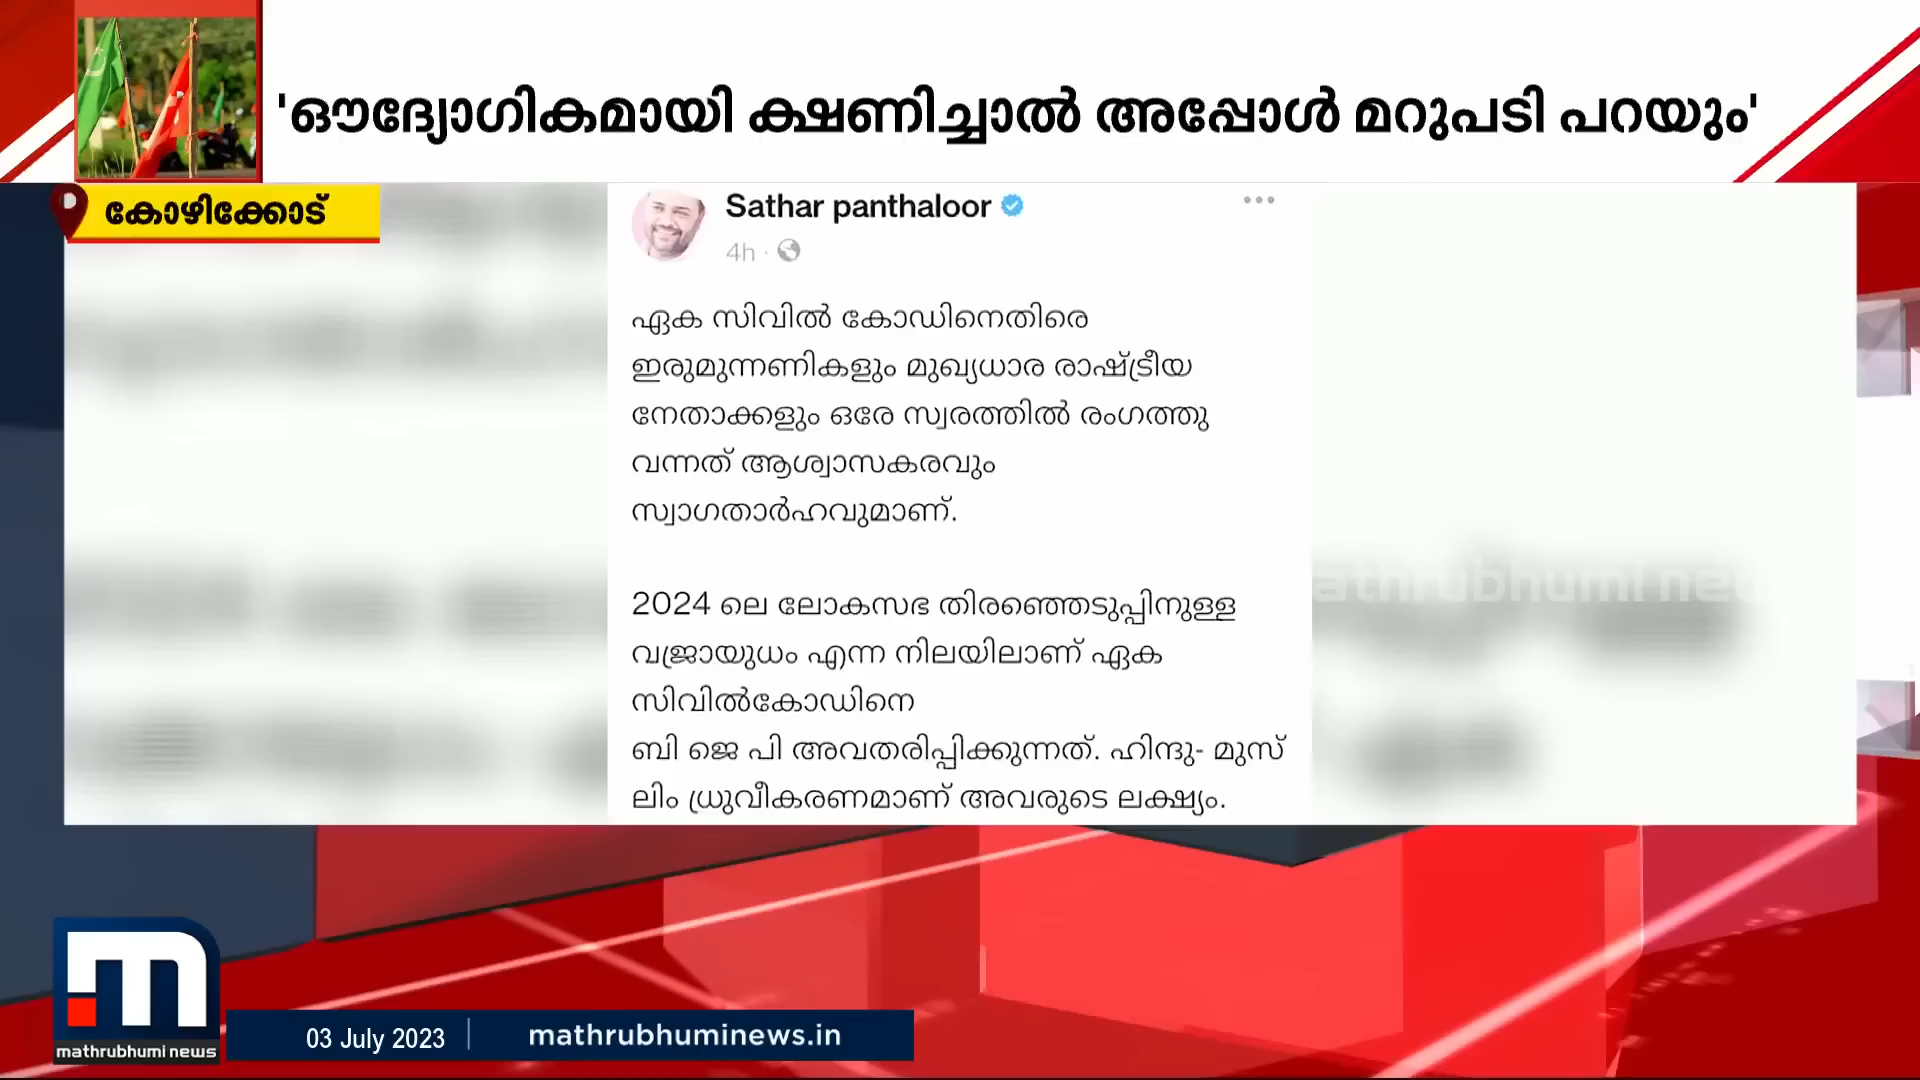 'ഔദ്യോഗികമായി ക്ഷണിച്ചാൽ അപ്പോൾ മറുപടി പറയും'
കോഴിക്കോട്
Sathar panthaloor
4h
ഏക സിവിൽ കോഡിനെതിരെ
ഇരുമുന്നണികളും മുഖ്യധാര രാഷ്ട്രീയ
നേതാക്കളും ഒരേ സ്വരത്തിൽ രംഗത്തു
വന്നത് ആശ്വാസകരവും
സ്വാഗതാർഹവുമാണ്.
2024 ലെ ലോകസഭ തിരഞ്ഞെടുപ്പിനുള്ള
വജ്രായുധം എന്ന നിലയിലാണ് ഏക
സിവിൽകോഡിനെ
ബി ജെ പി അവതരിപ്പിക്കുന്നത്. ഹിന്ദു- മുസ്
ലിം ധ്രുവീകരണമാണ് അവരുടെ ലക്ഷ്യം.
mathrubhumi news
03 July 2023
mathrubhuminews.in